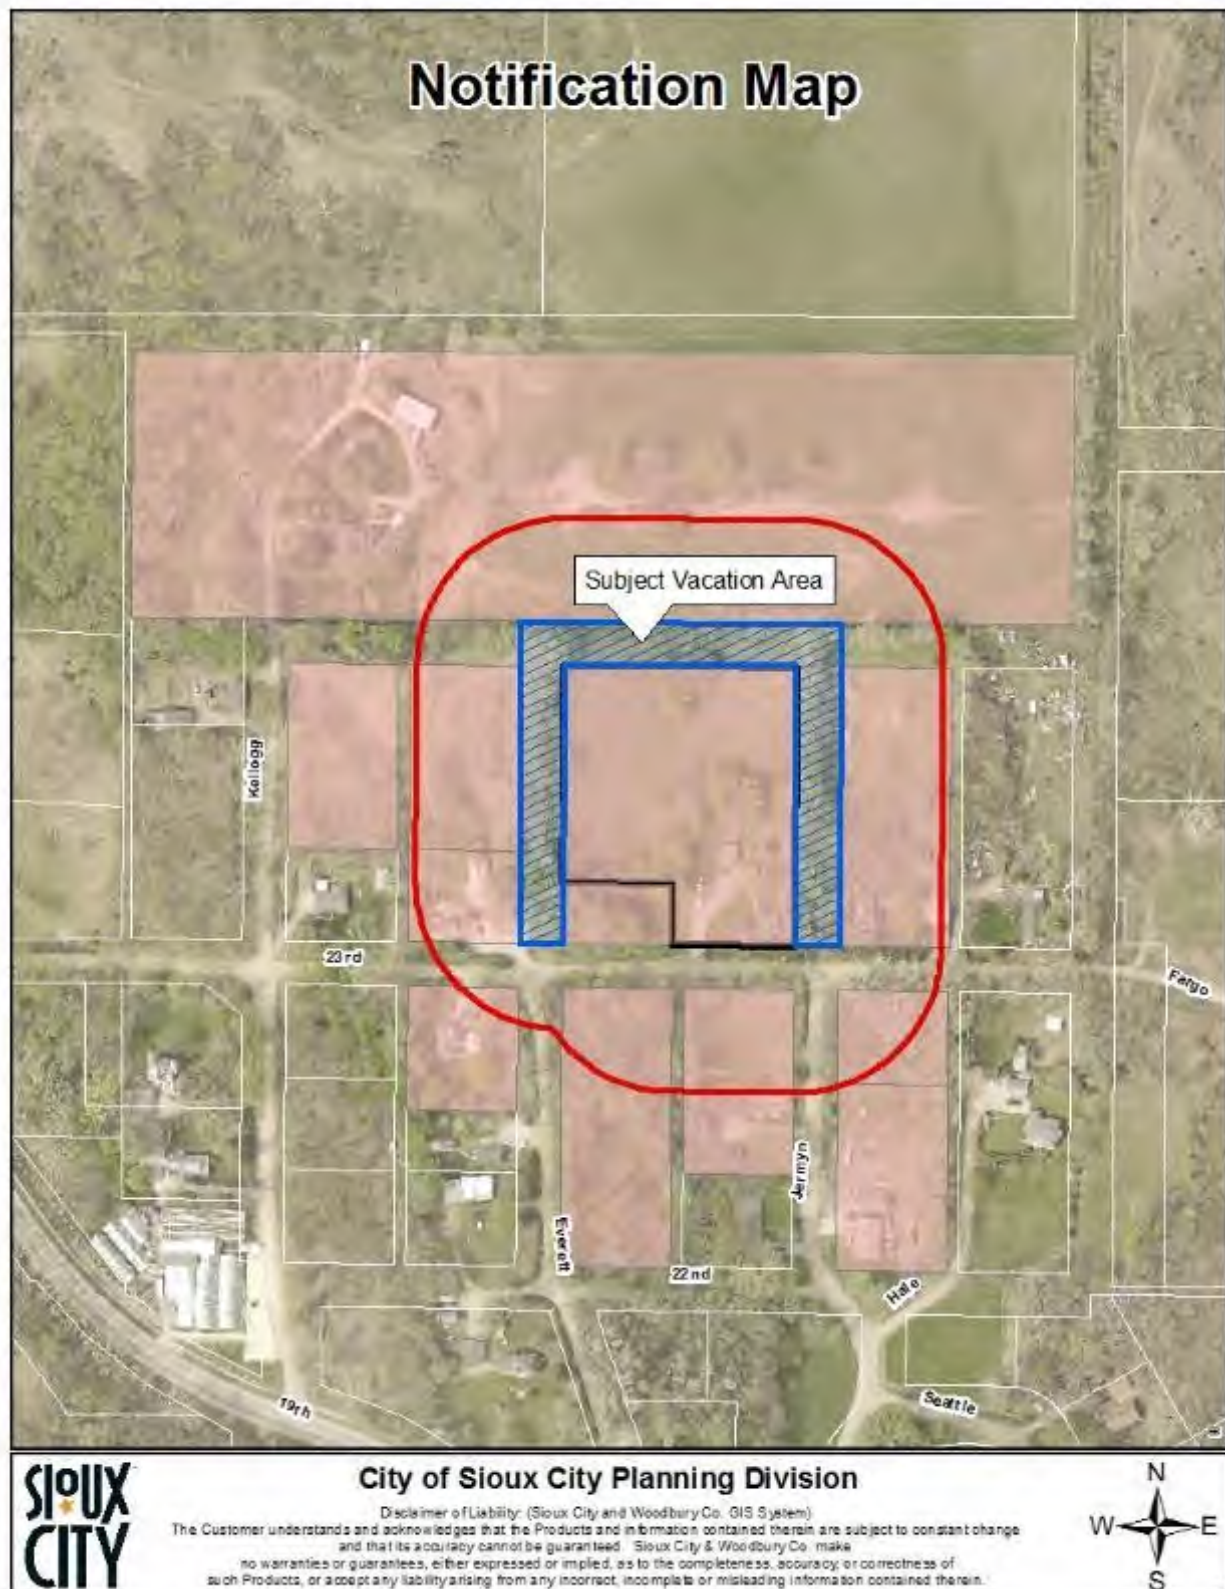 Notification Map
Subject Vacation Area
Kellogg
23rd
Fargo
Jermyn
Everett
22nd
Hale
Seattle
19th
SIOUX
CITY
City of Sioux City Planning Division
Disclaimer of Liability: (Sioux City and Woodbury Co. GIS System)
The Customer understands and acknowledges that the Products and information contained therein are subject to constant change
and that its accuracy cannot be guaranteed. Sioux City & Woodbury Co. make
no warranties or guarantees, either expressed or implied, as to the completeness, accuracy, or correctness of
such Products, or accept any liability arising from any incorrect, incomplete or misleading information contained therein.
N
W
E
S